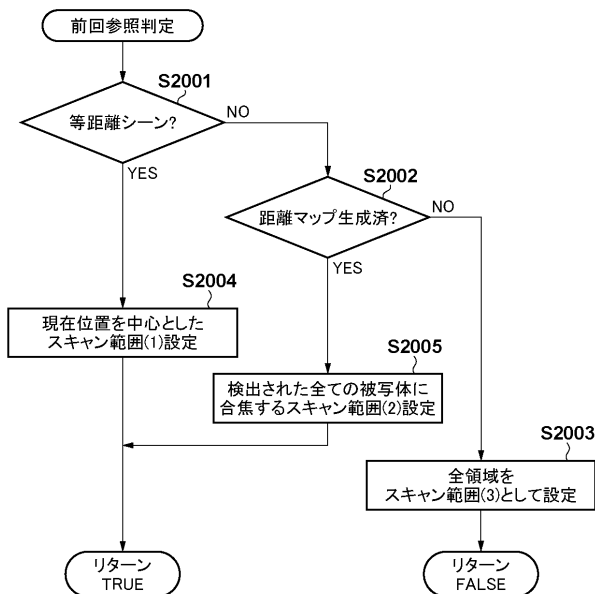 前回参照判定
S2001
等距離シーン?
NO
YES
S2002
距離マップ生成済?
NO
YES
S2004
現在位置を中心とした
スキャン範囲(1)設定
S2005
検出された全ての被写体に
合焦するスキャン範囲(2)設定
S2003
全領域を
スキャン範囲(3)として設定
リターン
TRUE
リターン
FALSE